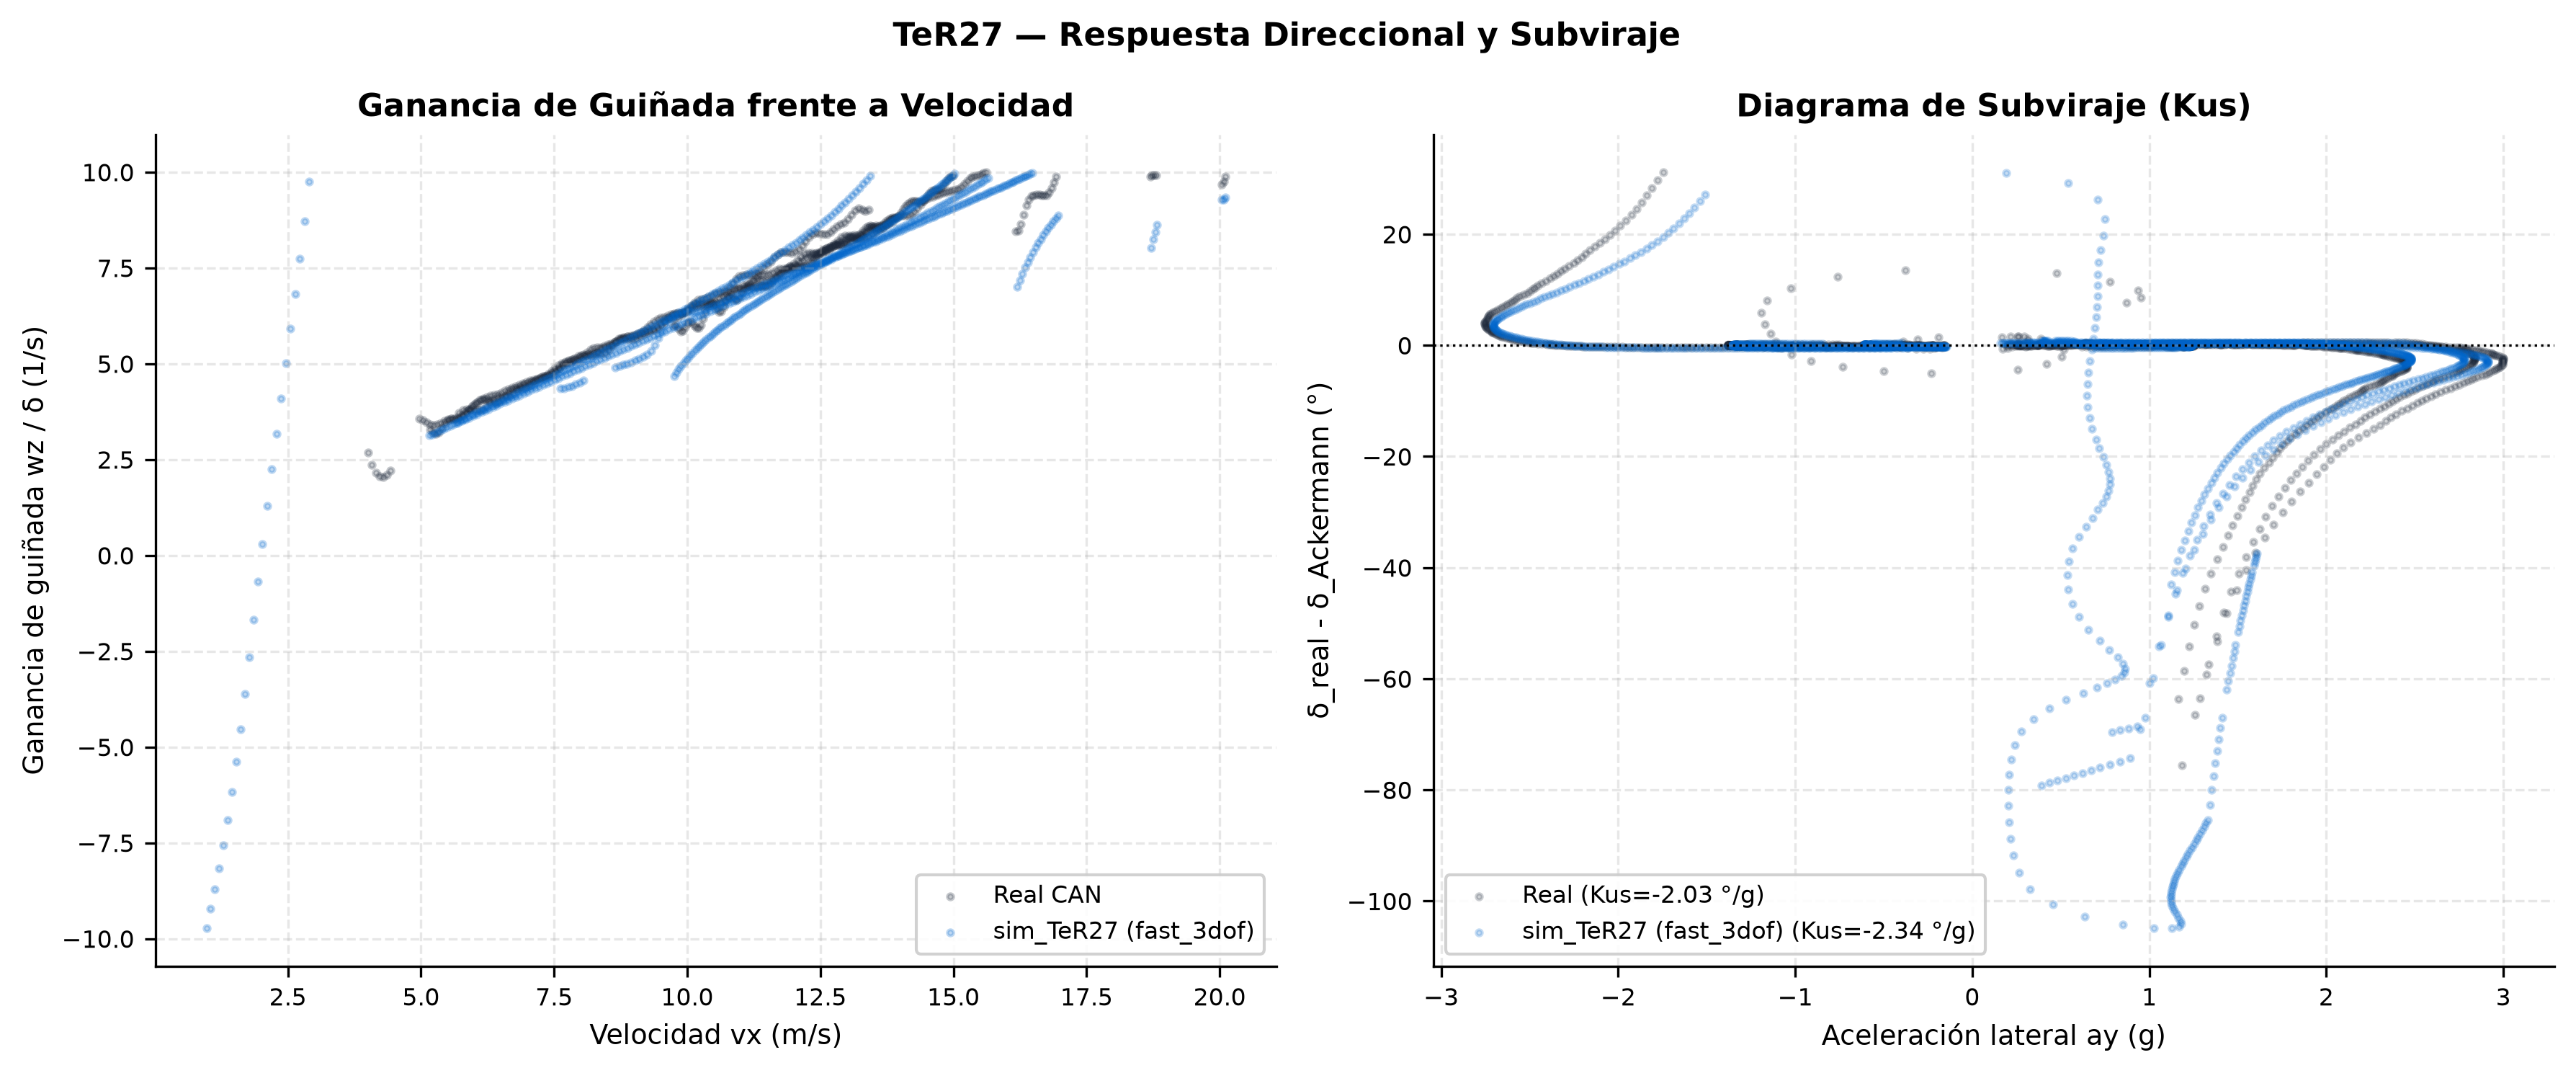 TeR27 — Respuesta Direccional y Subviraje
Ganancia de Guiñada frente a Velocidad
Ganancia de guiñada wz / δ (1/s)
10.0
7.5
5.0
2.5
0.0
−2.5
−5.0
−7.5
−10.0
2.5
5.0
7.5
10.0
12.5
15.0
17.5
20.0
Velocidad vx (m/s)
Real CAN
sim_TeR27 (fast_3dof)
Diagrama de Subviraje (Kus)
δ_real - δ_Ackermann (°)
20
0
−20
−40
−60
−80
−100
−3
−2
−1
0
1
2
3
Aceleración lateral ay (g)
Real (Kus=-2.03 °/g)
sim_TeR27 (fast_3dof) (Kus=-2.34 °/g)